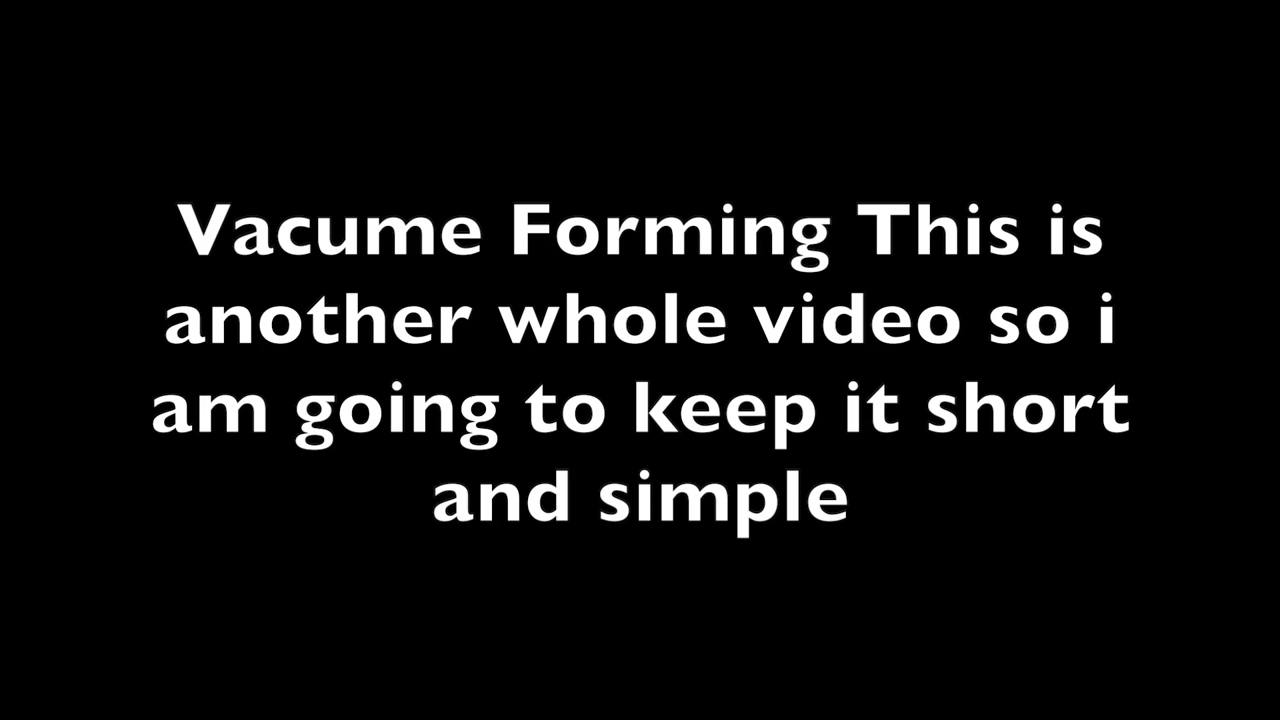 Vacume Forming This is
another whole video so i
am going to keep it short
and simple